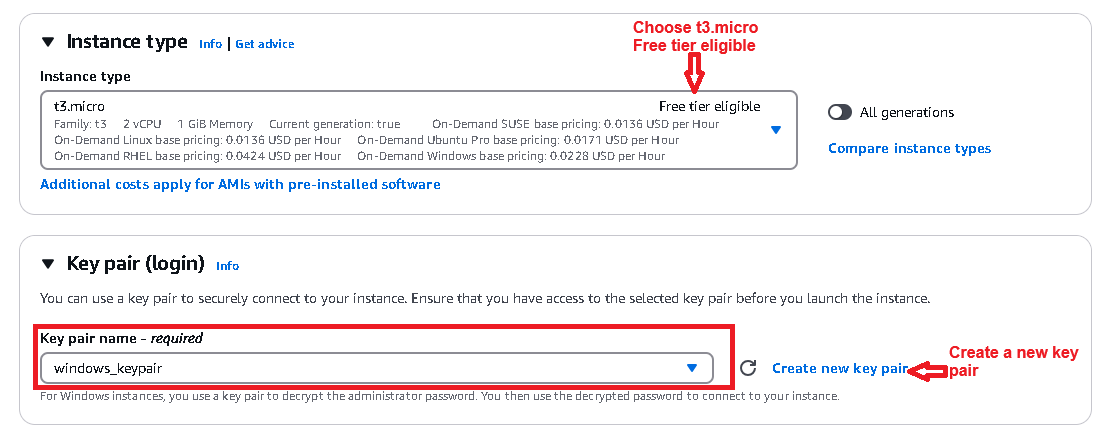 Choose t3.micro
Free tier eligible
Instance type Info | Get advice
Instance type
t3.micro Free tier eligible
Family: t3 2 vCPU 1 GiB Memory Current generation: true On-Demand SUSE base pricing: 0.0136 USD per Hour
On-Demand Linux base pricing: 0.0136 USD per Hour On-Demand Ubuntu Pro base pricing: 0.0171 USD per Hour
On-Demand RHEL base pricing: 0.0424 USD per Hour On-Demand Windows base pricing: 0.0228 USD per Hour
All generations
Compare instance types
Additional costs apply for AMIs with pre-installed software
Key pair (login) Info
You can use a key pair to securely connect to your instance. Ensure that you have access to the selected key pair before you launch the instance.
Key pair name - required
windows_keypair
Create new key pair
Create a new key
pair
For Windows instances, you use a key pair to decrypt the administrator password. You then use the decrypted password to connect to your instance.